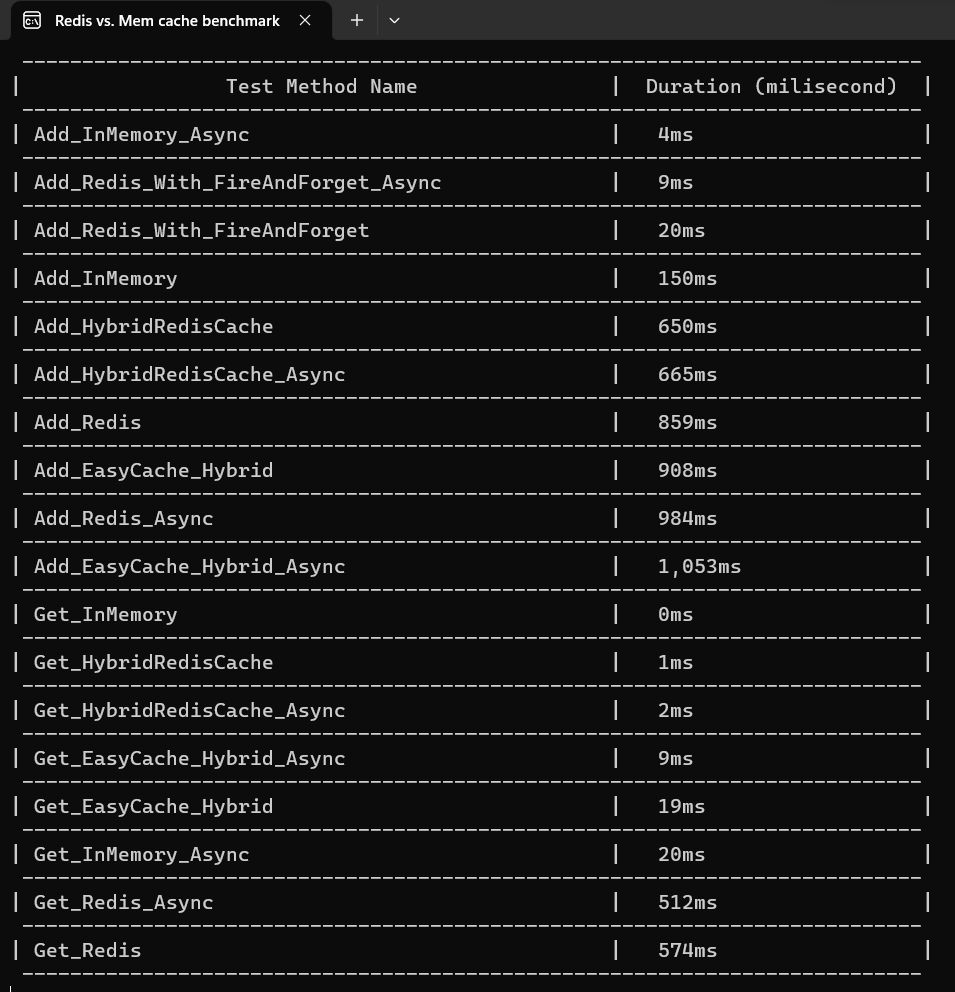 Redis vs. Mem cache benchmark
| Test Method Name | Duration (milisecond) |
| Add_InMemory_Async | 4ms |
| Add_Redis_With_FireAndForget_Async | 9ms |
| Add_Redis_With_FireAndForget | 20ms |
| Add_InMemory | 150ms |
| Add_HybridRedisCache | 650ms |
| Add_HybridRedisCache_Async | 665ms |
| Add_Redis | 859ms |
| Add_EasyCache_Hybrid | 908ms |
| Add_Redis_Async | 984ms |
| Add_EasyCache_Hybrid_Async | 1,053ms |
| Get_InMemory | 0ms |
| Get_HybridRedisCache | 1ms |
| Get_HybridRedisCache_Async | 2ms |
| Get_EasyCache_Hybrid_Async | 9ms |
| Get_EasyCache_Hybrid | 19ms |
| Get_InMemory_Async | 20ms |
| Get_Redis_Async | 512ms |
| Get_Redis | 574ms |